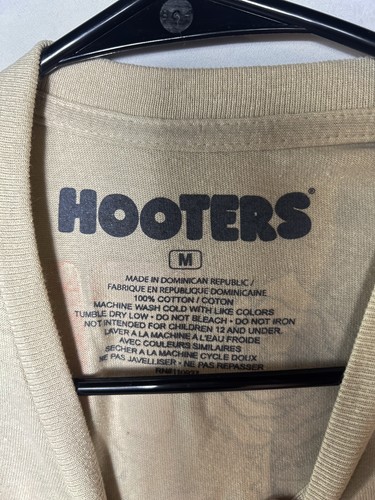 HOOTERS®
M
MADE IN DOMINICAN REPUBLIC /
FABRIQUE EN REPUBLIQUE DOMINICAINE
100% COTTON / COTON
MACHINE WASH COLD WITH LIKE COLORS
TUMBLE DRY LOW • DO NOT BLEACH • DO NOT IRON
NOT INTENDED FOR CHILDREN 12 AND UNDER.
LAVER A LA MACHINE A L'EAU FROIDE
AVEC COULEURS SIMILAIRES
SECHER A LA MACHINE CYCLE DOUX
NE PAS JAVELLISER • NE PAS REPASSER